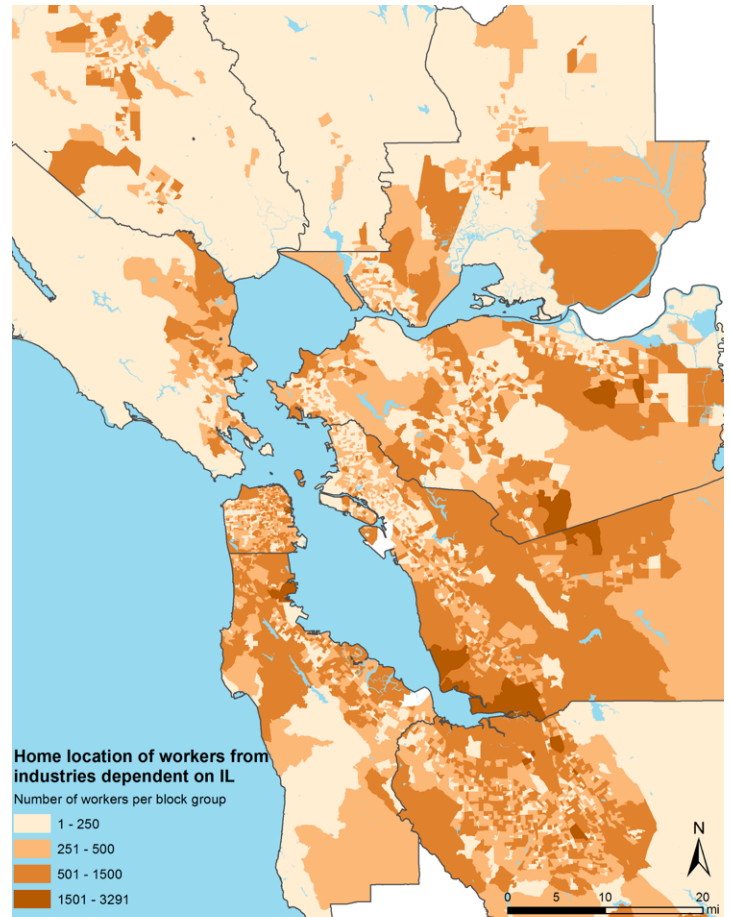 Home location of workers from
industries dependent on IL
Number of workers per block group
1 - 250
251 - 500
501 - 1500
1501 - 3291
N
0 5 10 20
mi